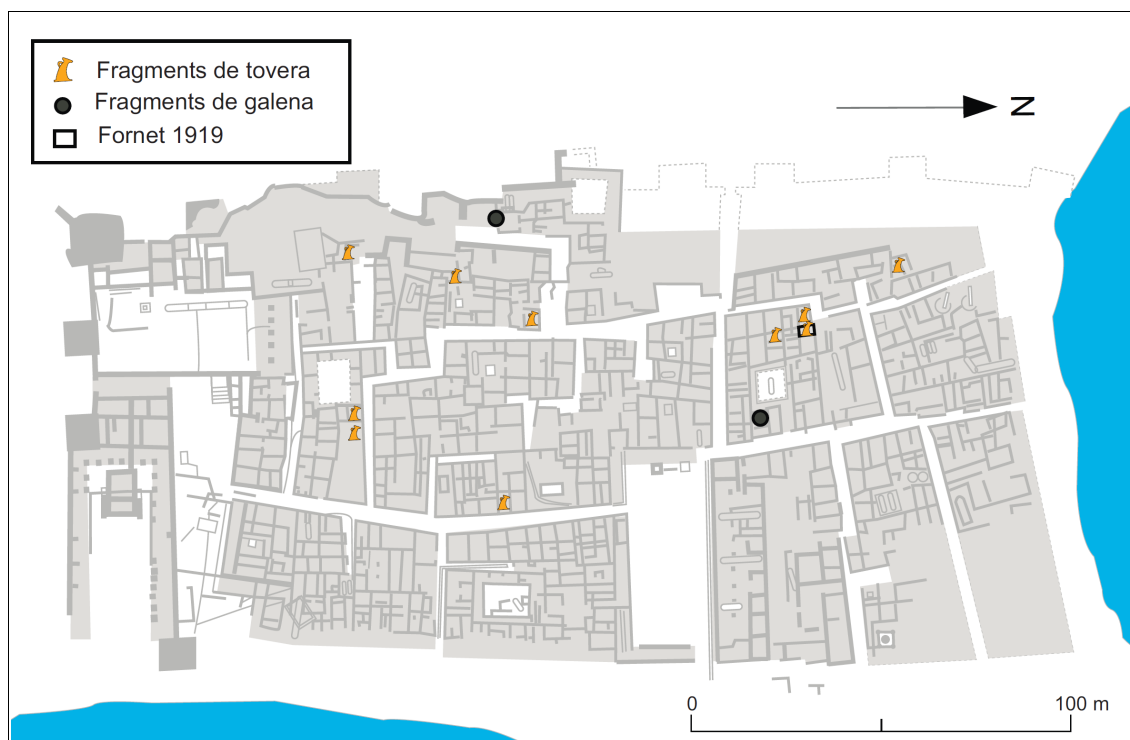 Fragments de tovera
Fragments de galena
Fornet 1919
N
0 100 m